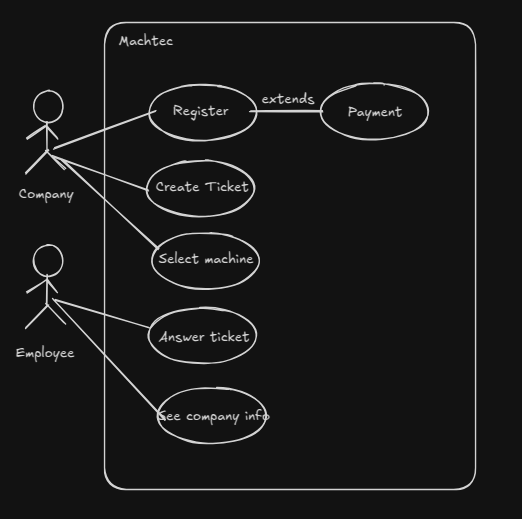 Machtec
Register
extends
Payment
Create Ticket
Company
Select machine
Answer ticket
Employee
See company info